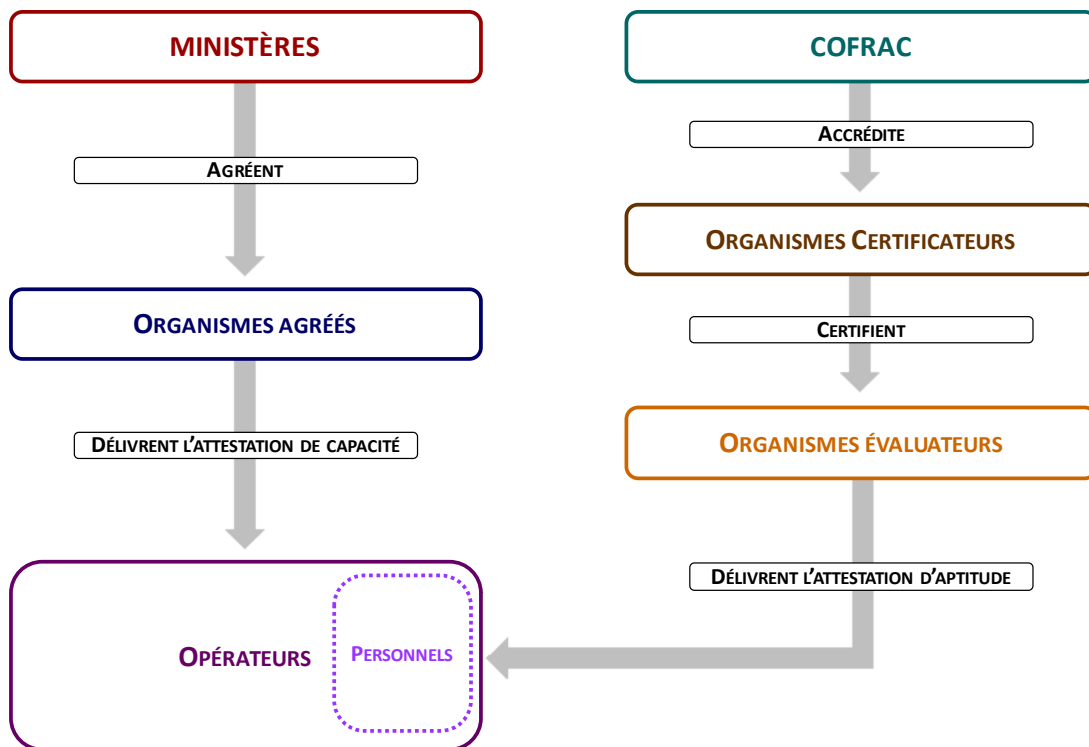 MINISTÈRES
COFRAC
ACCRÉDITE
AGRÉENT
ORGANISMES CERTIFICATEURS
ORGANISMES AGRÉÉS
CERTIFIENT
DÉLIVRENT L'ATTESTATION DE CAPACITÉ
ORGANISMES ÉVALUATEURS
DÉLIVRENT L'ATTESTATION D'APTITUDE
OPÉRATEURS
PERSONNELS